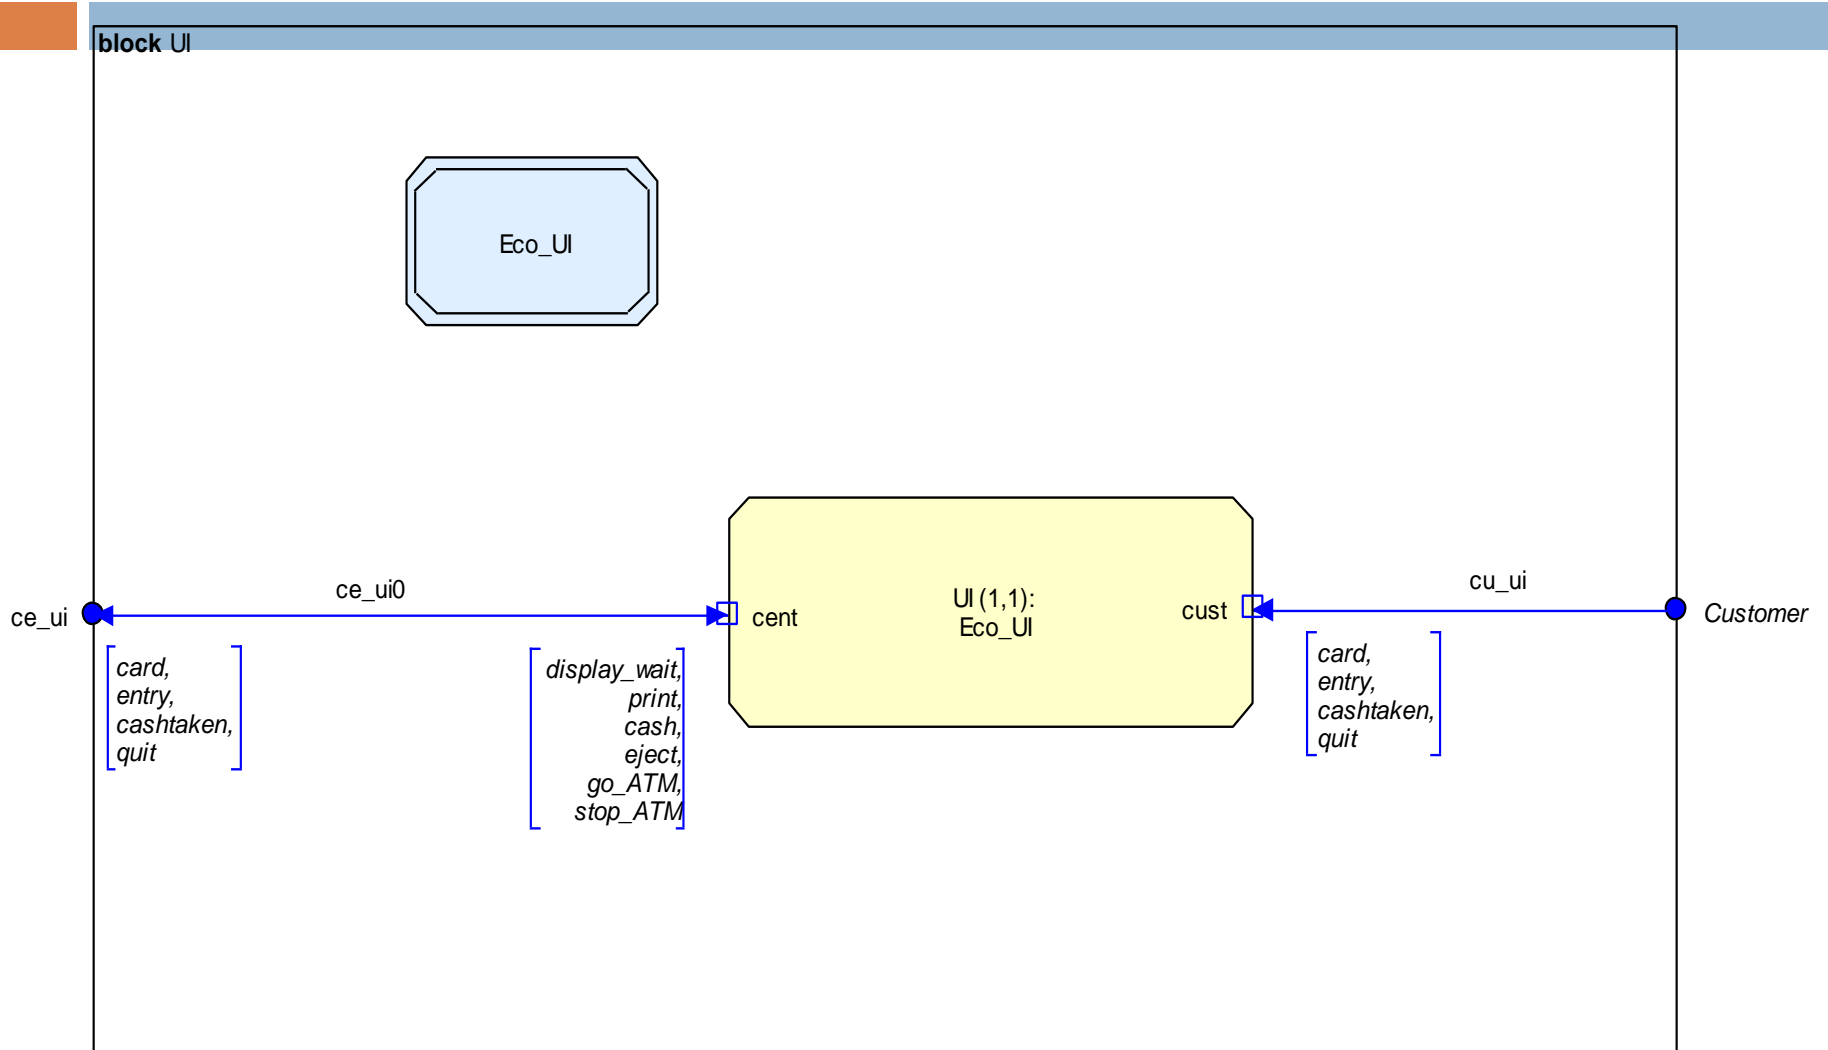 block UI
Eco_UI
ce_ui0
ce_ui
cent
UI (1,1):
Eco_UI
cust
cu_ui
Customer
card,
entry,
cashtaken,
quit
display_wait,
print,
cash,
eject,
go_ATM,
stop_ATM
card,
entry,
cashtaken,
quit